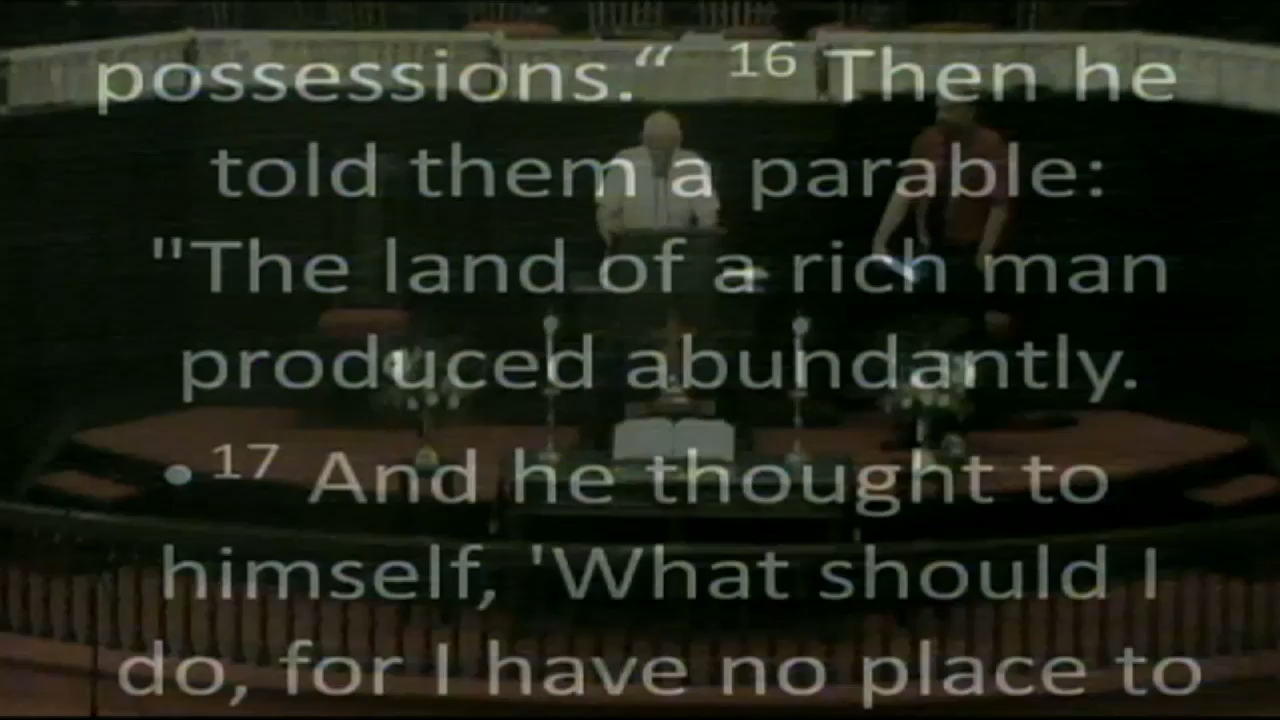 possessions.“ 16 Then he
told them a parable:
"The land of a rich man
produced abundantly.
• 17 And he thought to
himself, 'What should I
do, for I have no place to